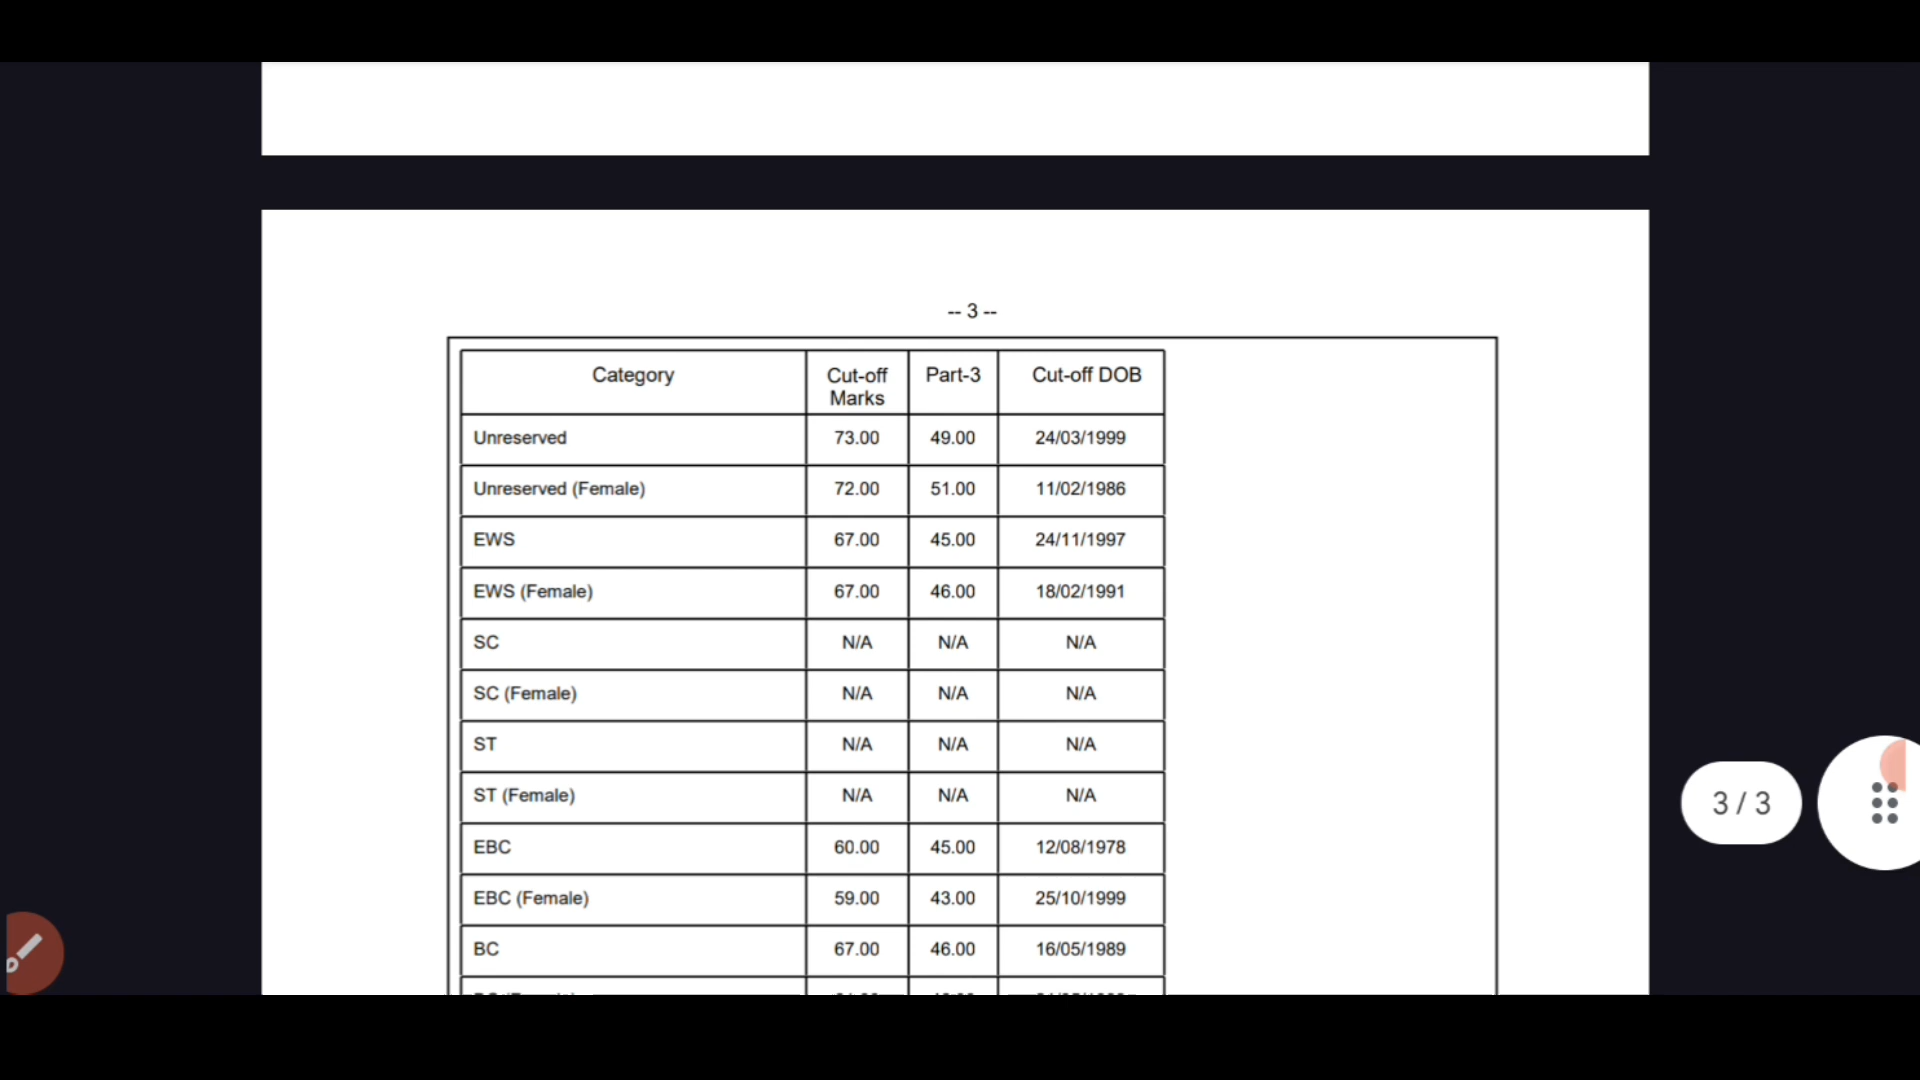 -- 3 --
Category Cut-off Marks Part-3 Cut-off DOB
Unreserved 73.00 49.00 24/03/1999
Unreserved (Female) 72.00 51.00 11/02/1986
EWS 67.00 45.00 24/11/1997
EWS (Female) 67.00 46.00 18/02/1991
SC N/A N/A N/A
SC (Female) N/A N/A N/A
ST N/A N/A N/A
ST (Female) N/A N/A N/A
EBC 60.00 45.00 12/08/1978
EBC (Female) 59.00 43.00 25/10/1999
BC 67.00 46.00 16/05/1989
3 / 3